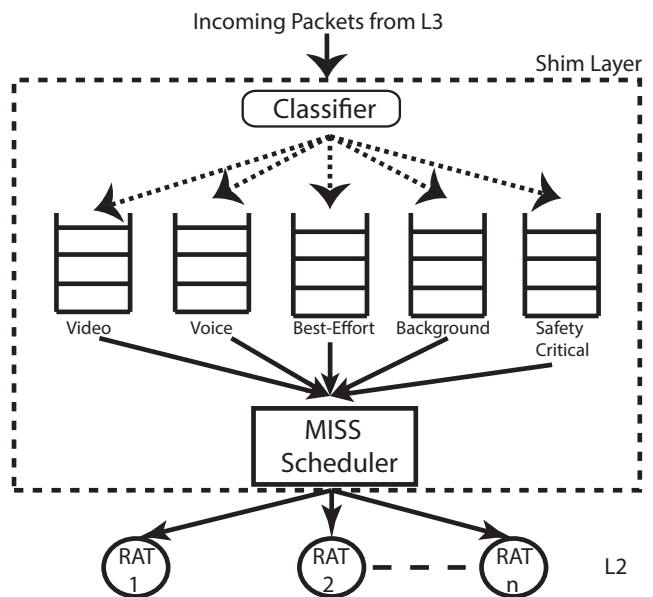 Incoming Packets from L3
Shim Layer
Classifier
Video
Voice
Best-Effort
Background
Safety
Critical
MISS
Scheduler
RAT
1
RAT
2
RAT
n
L2